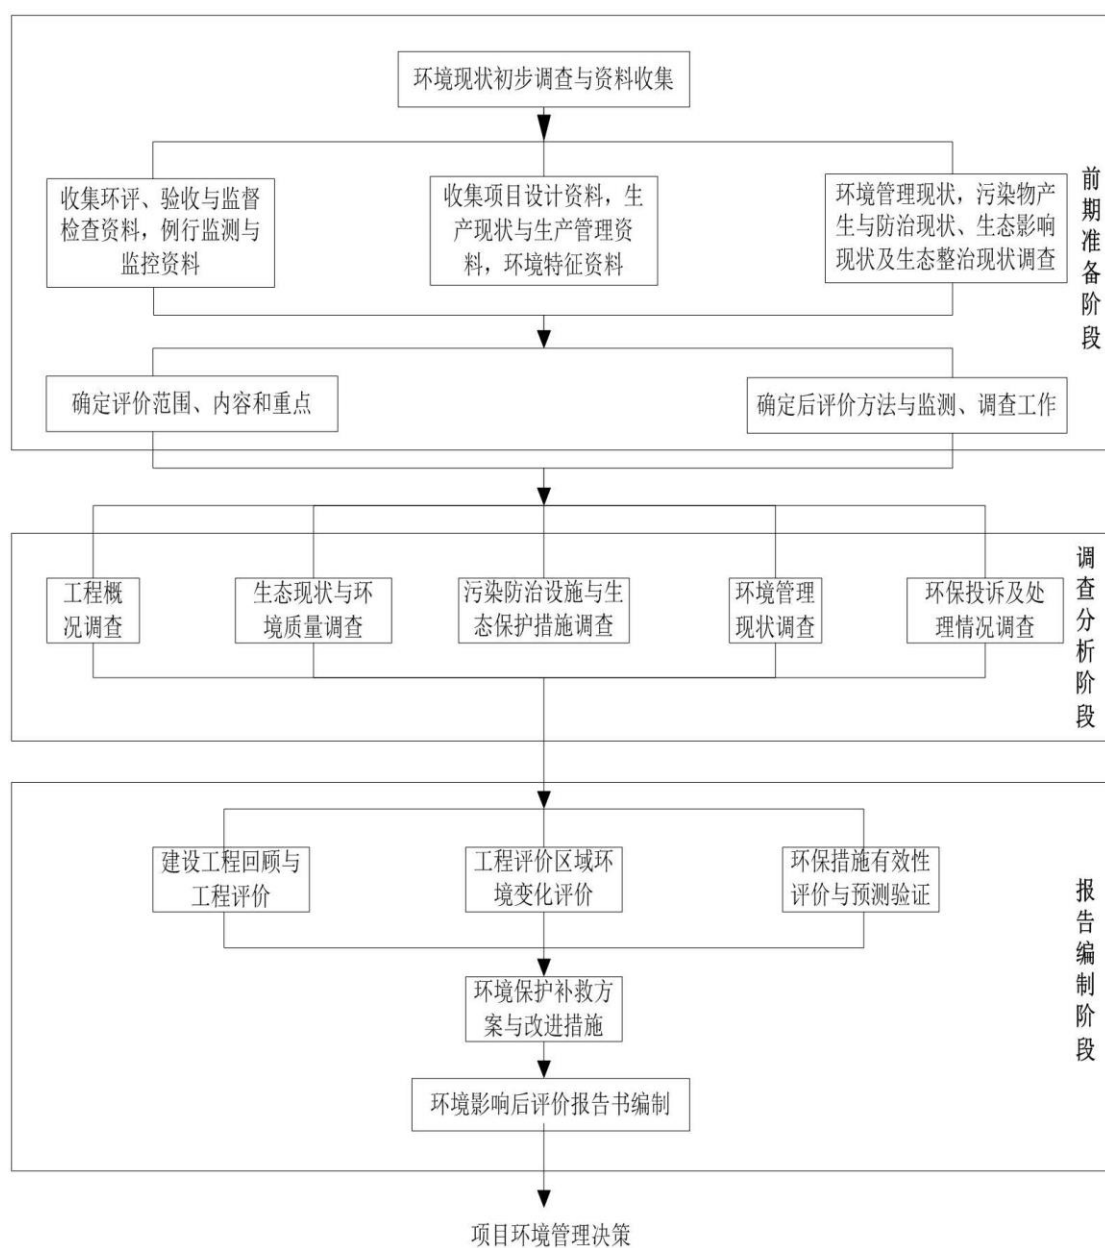 环境现状初步调查与资料收集
收集环评、验收与监督
检查资料，例行监测与
监控资料
收集项目设计资料，生
产现状与生产管理资
料，环境特征资料
环境管理现状，污染物产
生与防治现状、生态影响
现状及生态整治现状调查
前期准备阶段
确定评价范围、内容和重点
确定后评价方法与监测、调查工作
工程概
况调查
生态现状与环
境质量调查
污染防治设施与生
态保护措施调查
环境管理
现状调查
环保投诉及处
理情况调查
调查分析阶段
建设工程回顾与
工程评价
工程评价区域环
境变化评价
环保措施有效性
评价与预测验证
报告编制阶段
环境保护补救方
案与改进措施
环境影响后评价报告书编制
项目环境管理决策